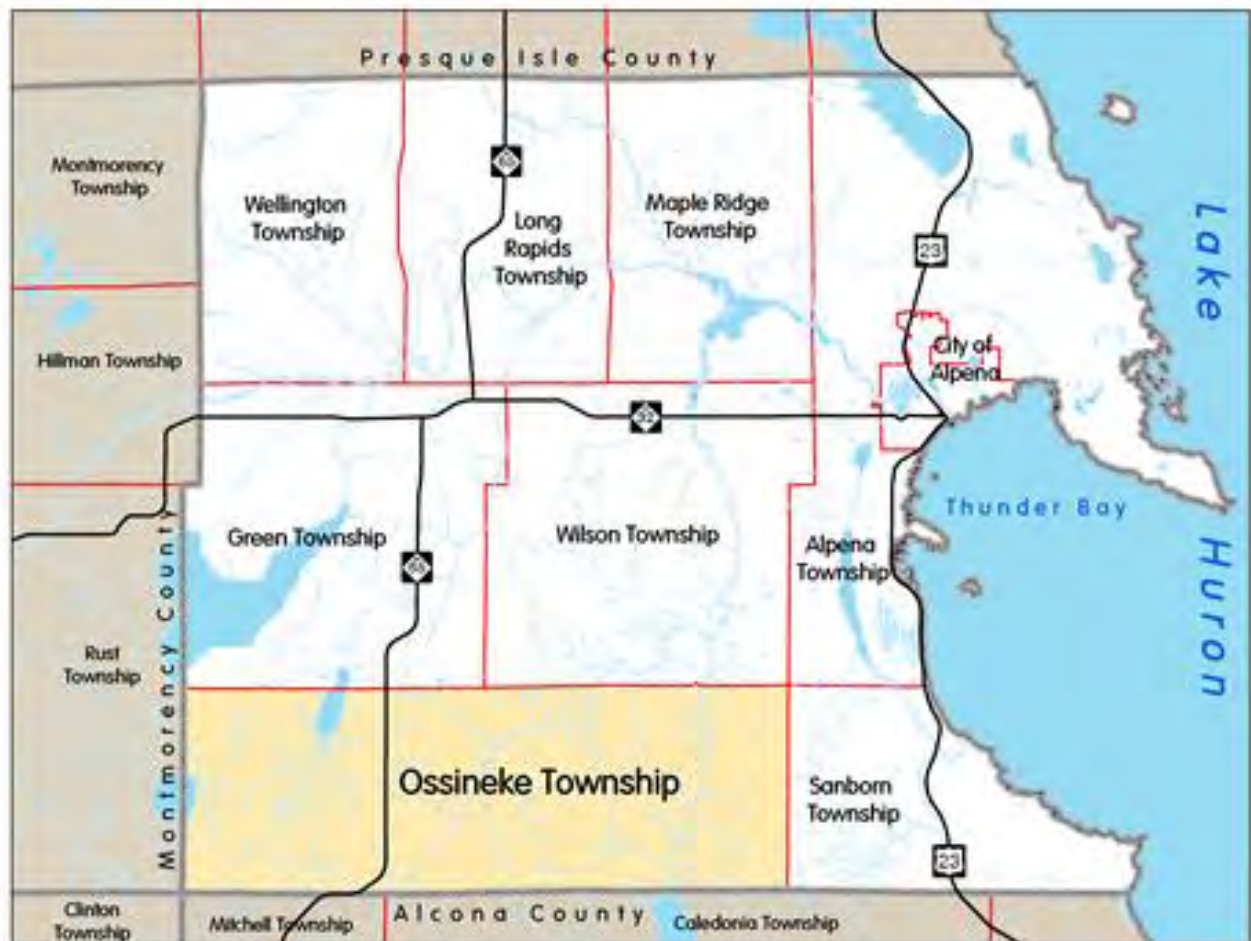 Presque Isle County
Montmorency
Township
Wellington
Township
65
Long
Rapids
Township
Maple Ridge
Township
23
Lake
Huron
Hillman Township
City of
Alpena
32
Thunder Bay
Green Township
Wilson Township
Alpena
Township
65
Rust
Township
Montmorency County
Ossineke Township
Sanborn
Township
23
Clinton
Township
Mitchell Township
Alcona County
Caledonia Township